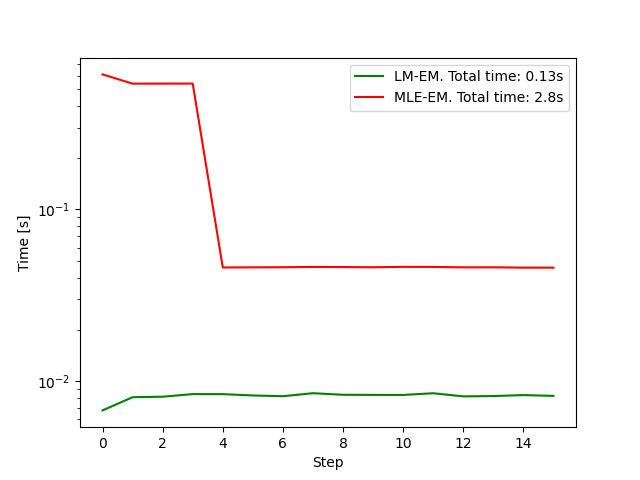 LM-EM. Total time: 0.13s
MLE-EM. Total time: 2.8s
Time [s]
10⁻¹
10⁻²
0 2 4 6 8 10 12 14
Step